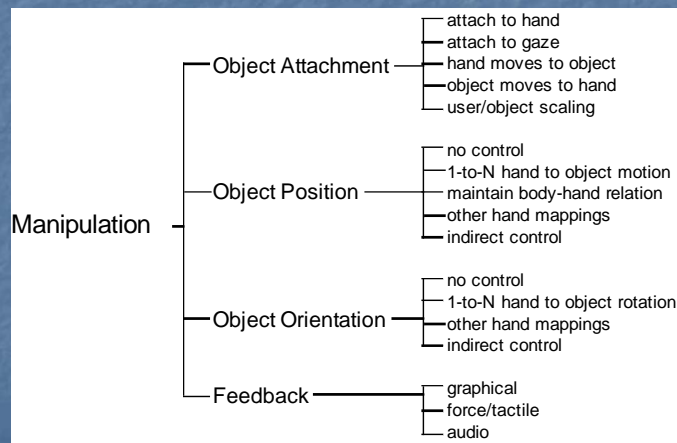 Manipulation
Object Attachment
attach to hand
attach to gaze
hand moves to object
object moves to hand
user/object scaling
Object Position
no control
1-to-N hand to object motion
maintain body-hand relation
other hand mappings
indirect control
Object Orientation
no control
1-to-N hand to object rotation
other hand mappings
indirect control
Feedback
graphical
force/tactile
audio